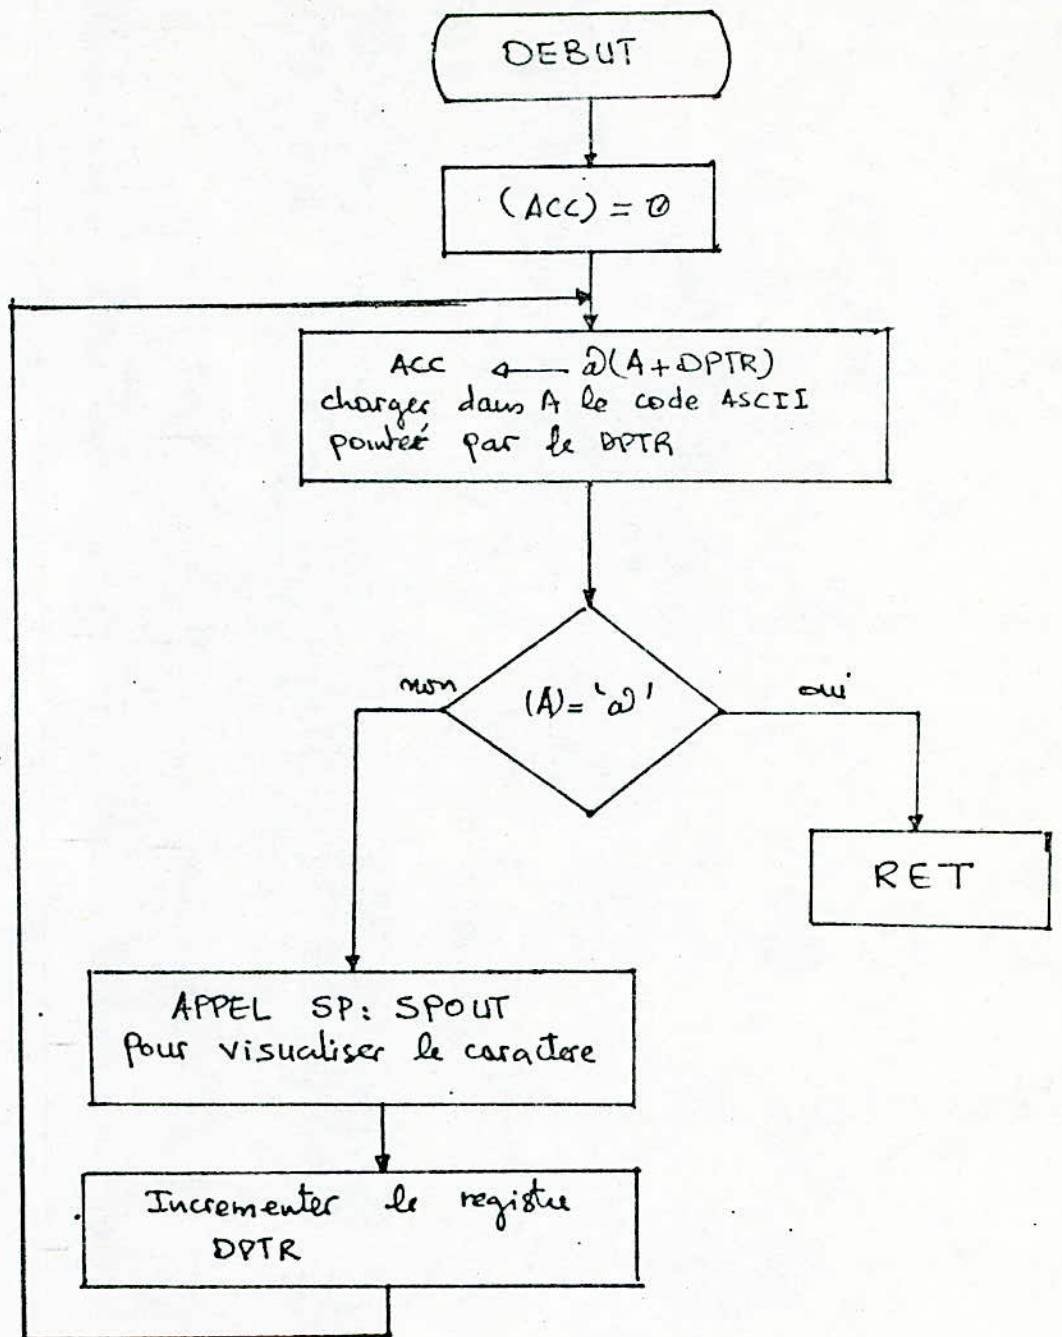 DEBUT
(ACC) = 0
ACC ← @(A+DPTR)
charger dans A le code ASCII
pointé par le DPTR
non
(A)= '@'
oui
RET
APPEL SP: SPOUT
pour visualiser le caractere
Incrementer le registre
DPTR